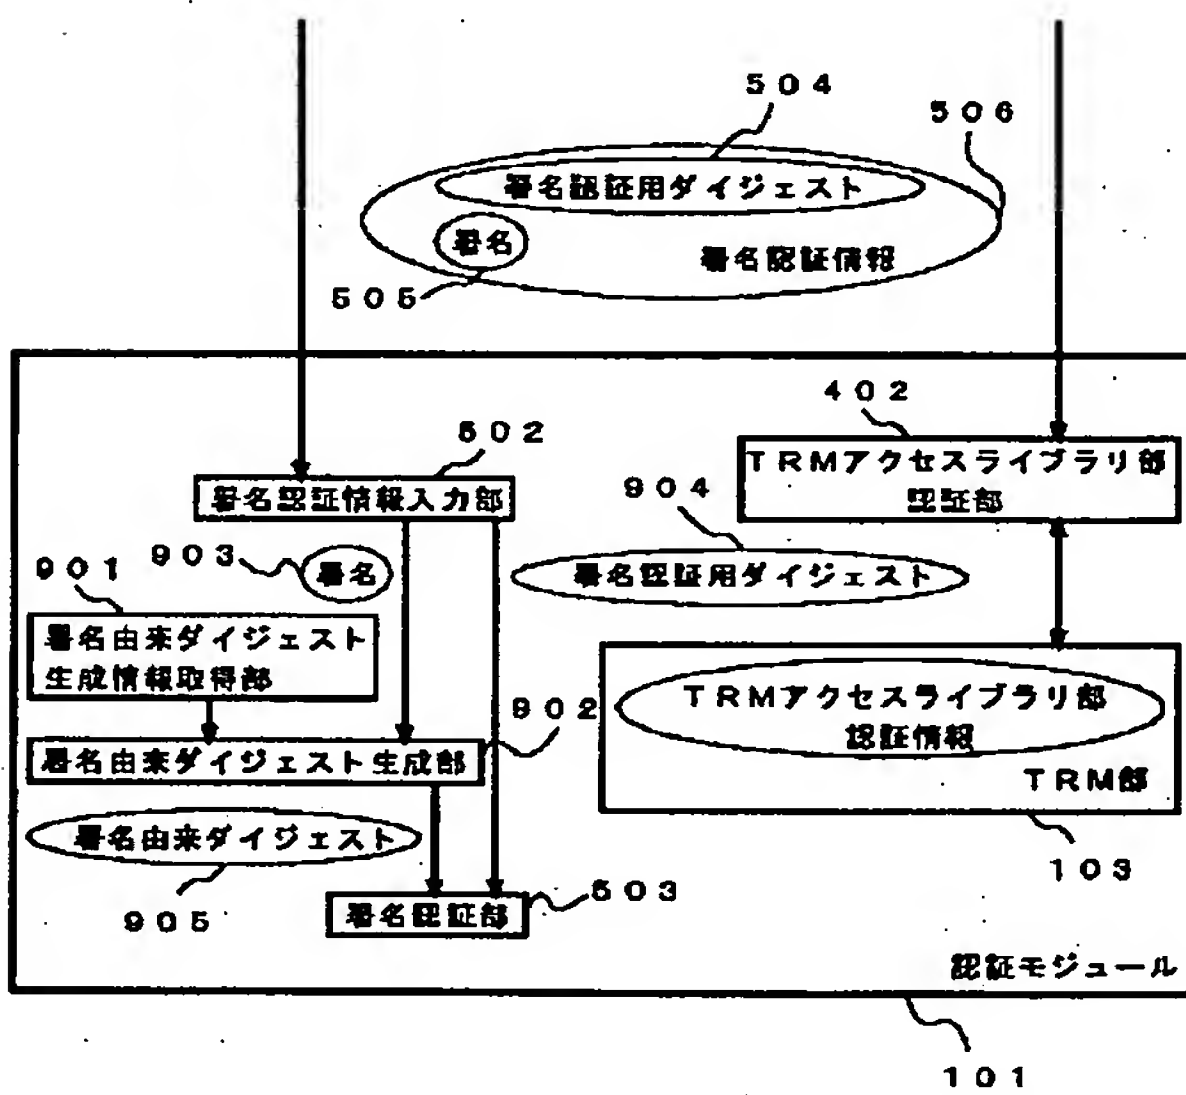 504
506
署名認証用ダイジェスト
署名
署名認証情報
505
402
502
TRMアクセスライブラリ部
認証部
署名認証情報入力部
904
903
署名
署名認証用ダイジェスト
901
署名由来ダイジェスト
生成情報取得部
TRMアクセスライブラリ部
認証情報
902
署名由来ダイジェスト生成部
TRM部
署名由来ダイジェスト
103
503
905
署名認証部
認証モジュール
101